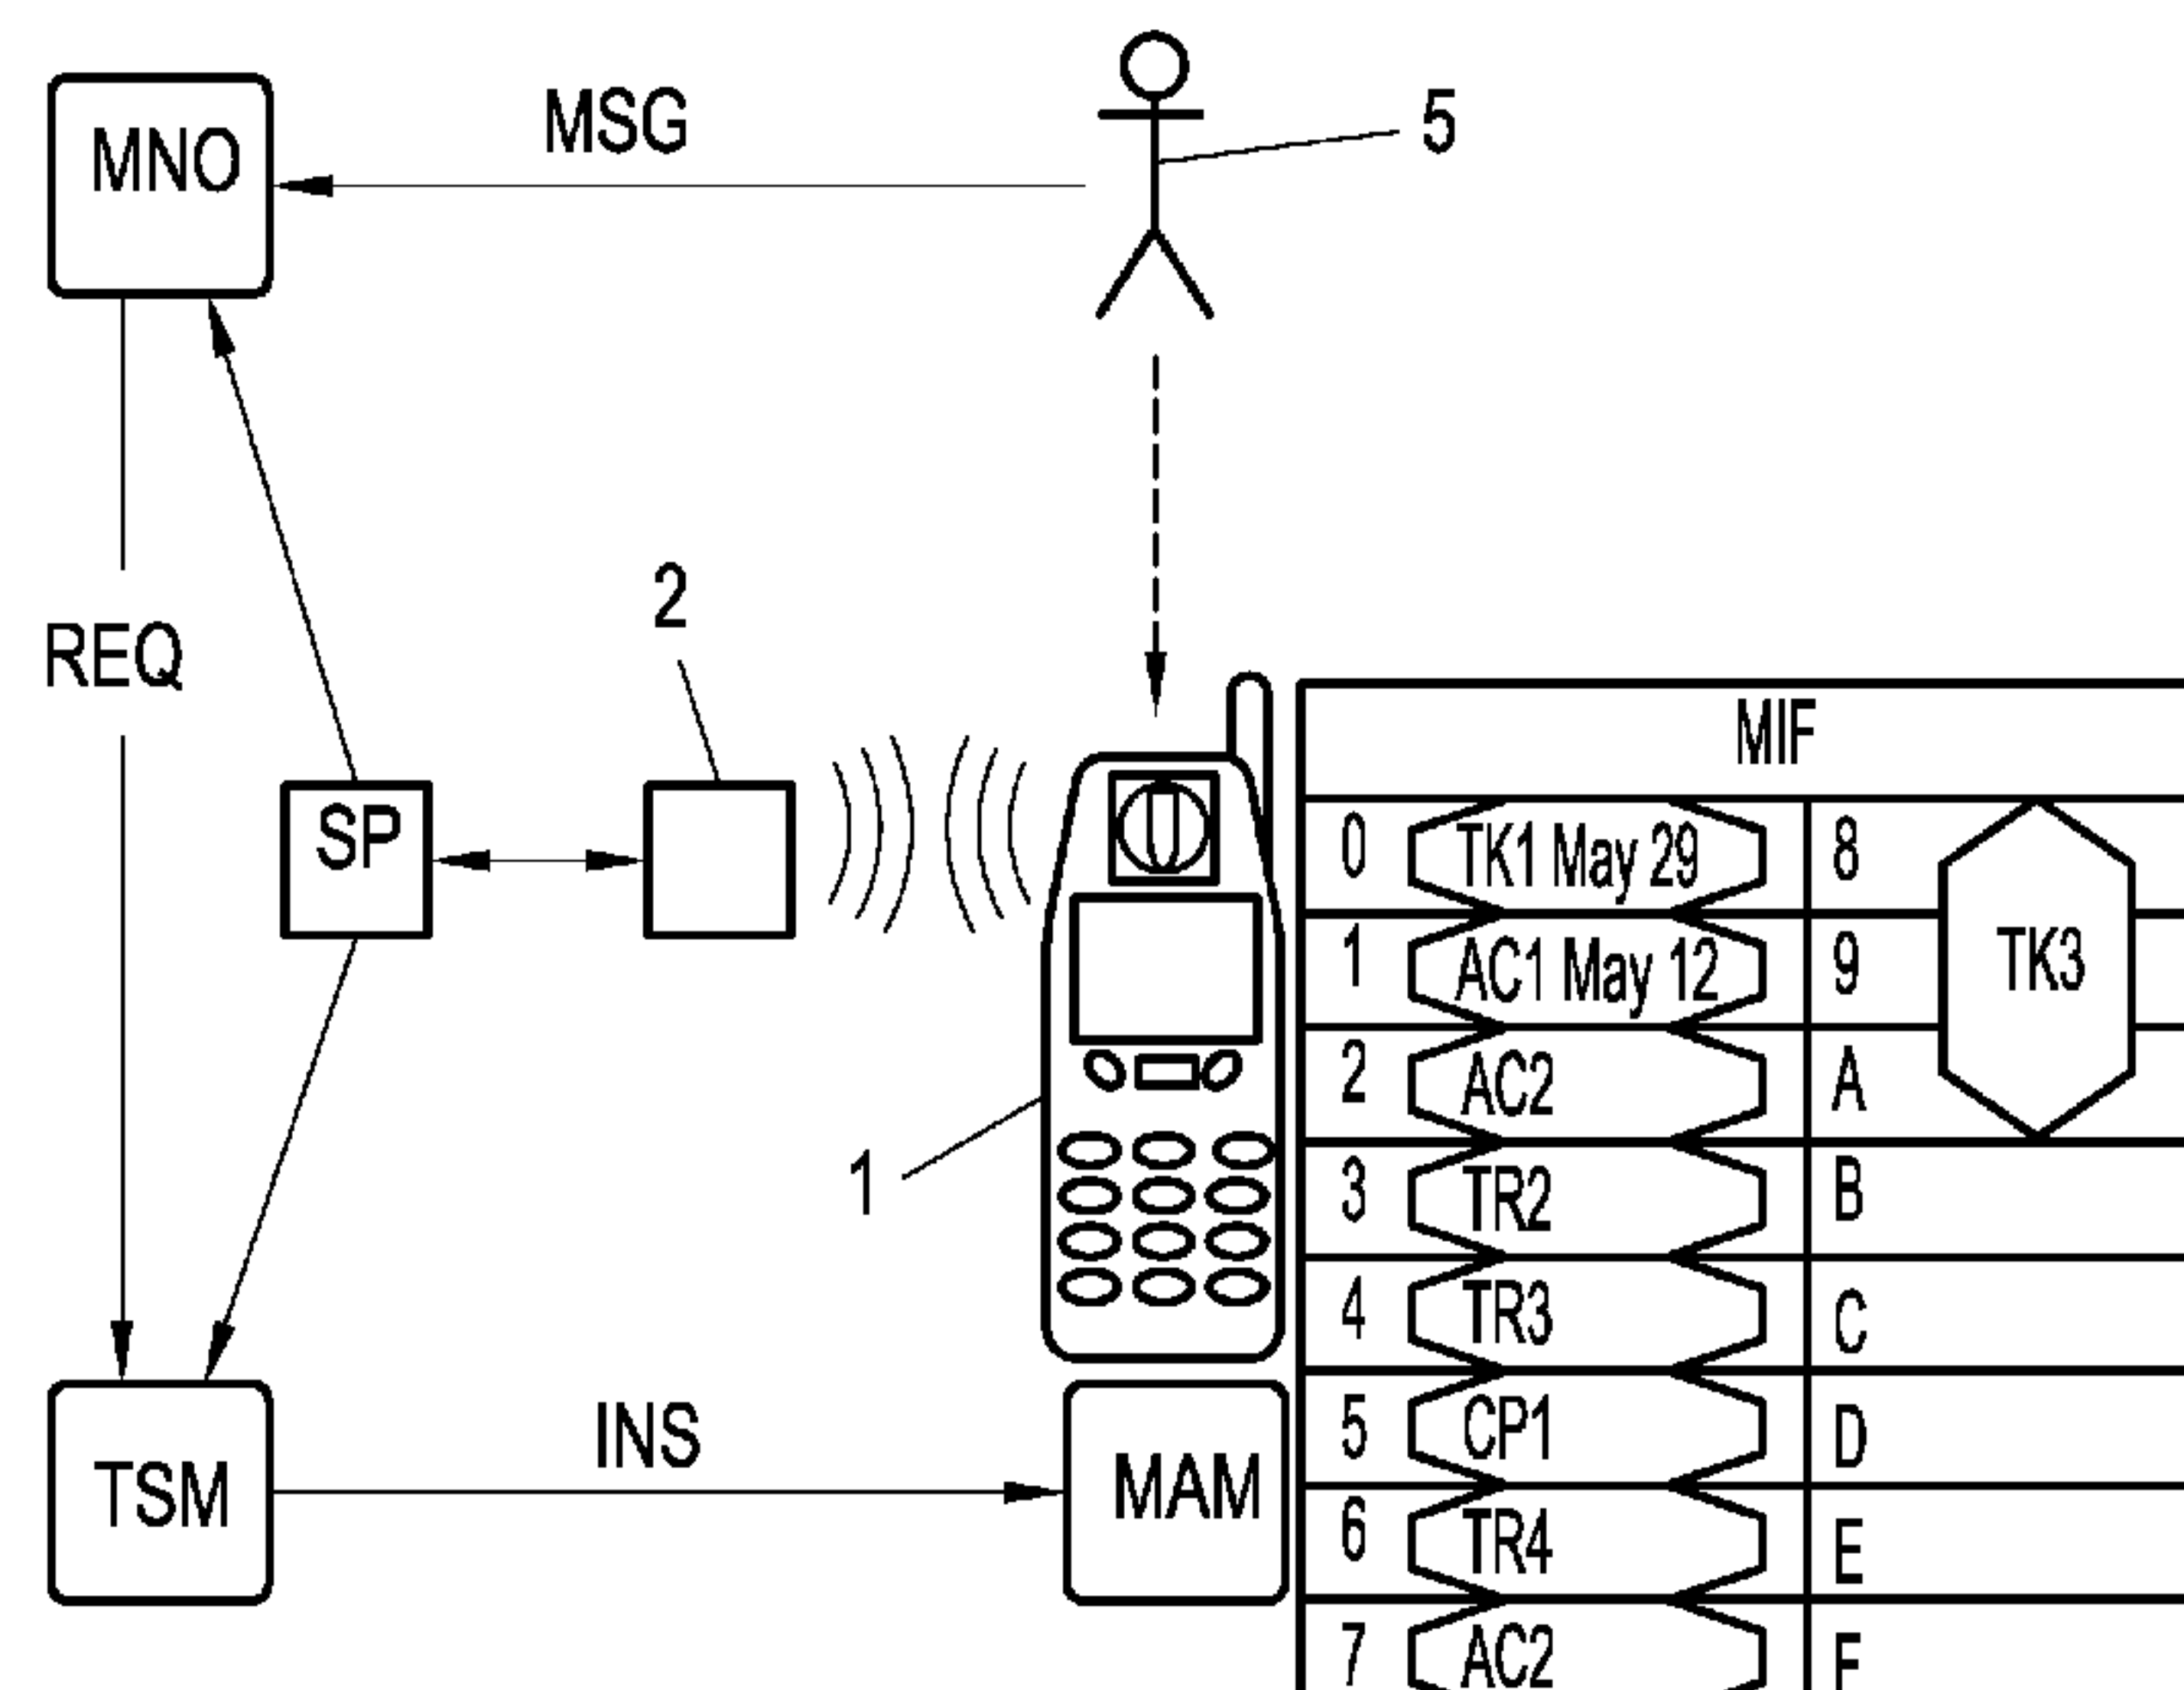 MNO
MSG
5
REQ
2
SP
1
TSM
INS
MAM
MIF
0 TK1 May 29 8
1 AC1 May 12 9 TK3
2 AC2 A
3 TR2 B
4 TR3 C
5 CP1 D
6 TR4 E
7 AC2 F